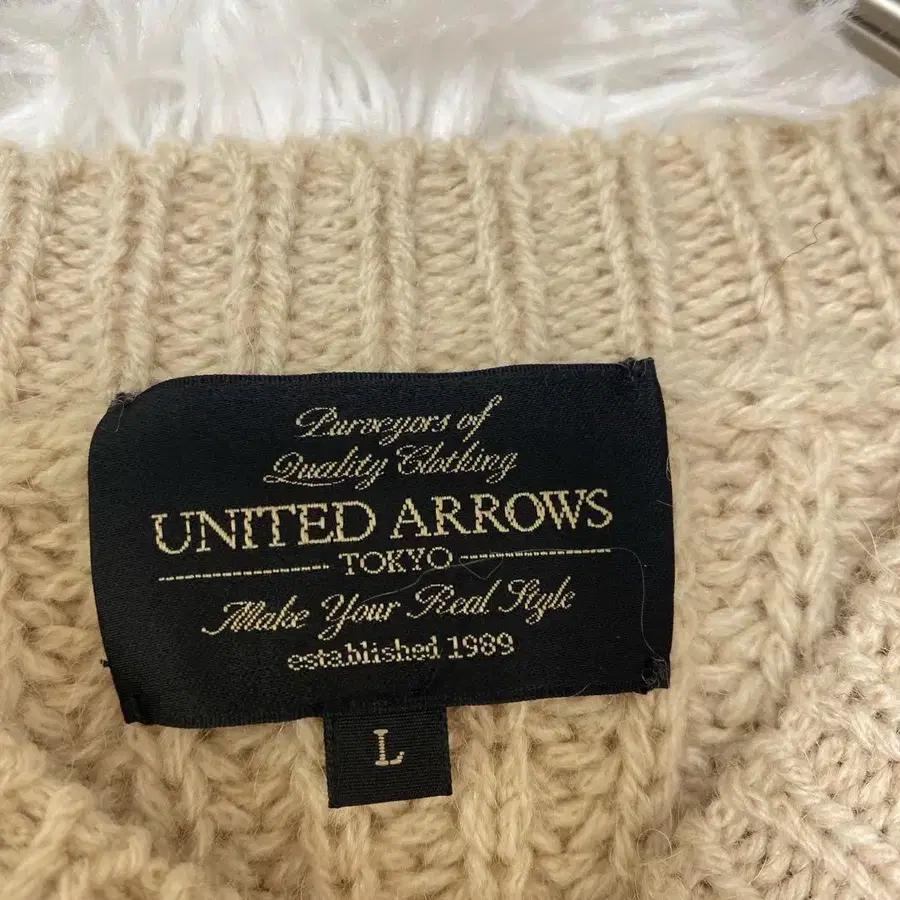 Purveyors of
Quality Clothing
UNITED ARROWS
TOKYO
Make Your Real Style
established 1989
L